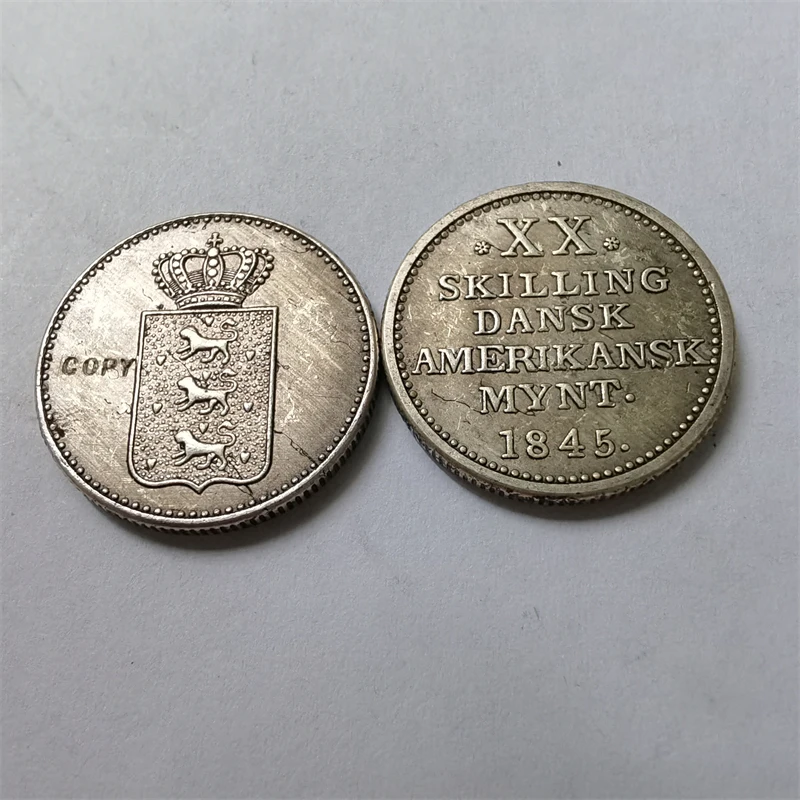 COPY
XX
SKILLING
DANSK
AMERIKANSK
MYNT.
1845.